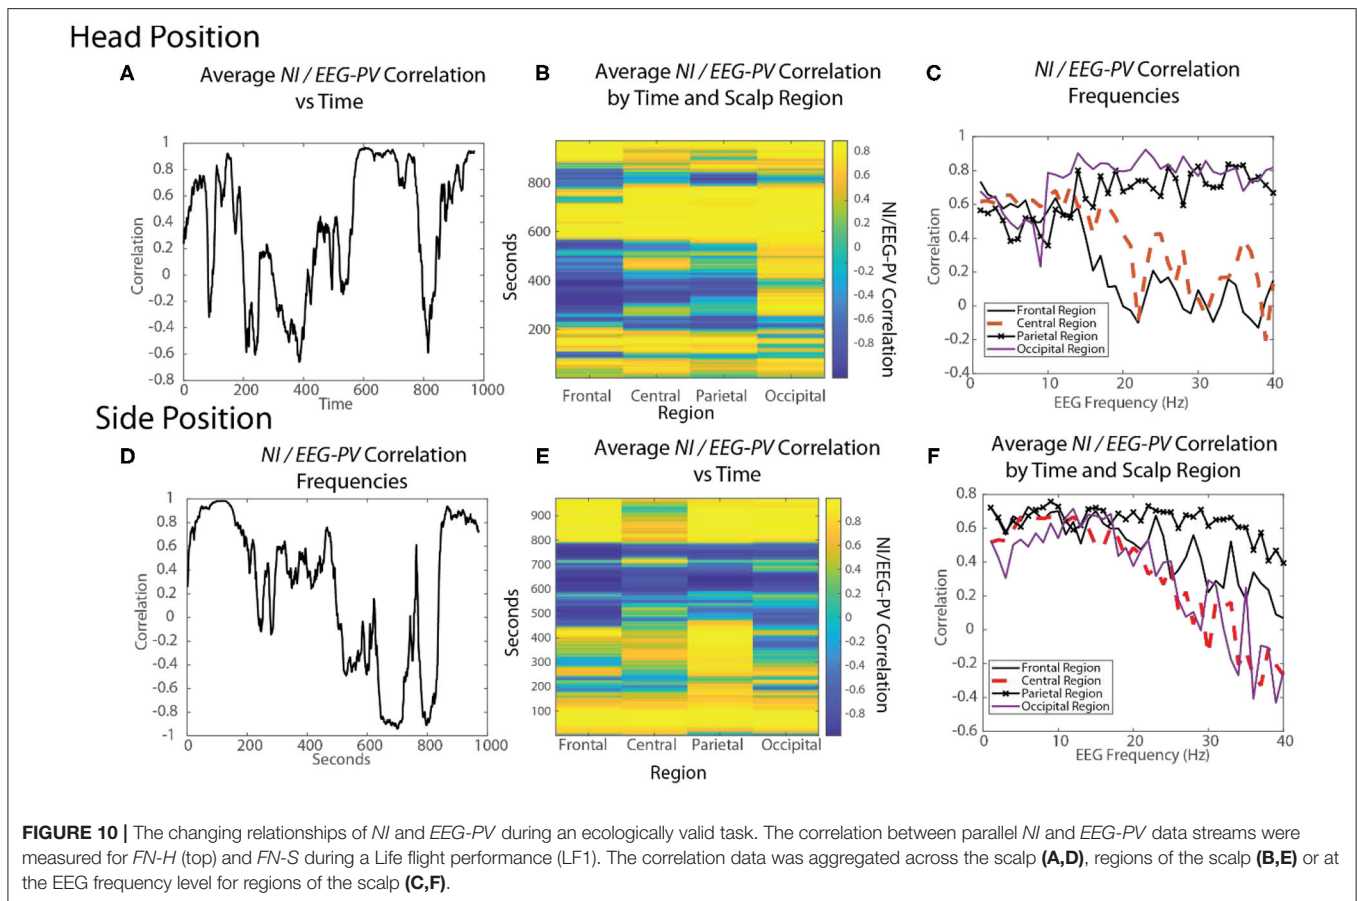 Head Position
A
Average NI / EEG-PV Correlation
vs Time
Correlation
1
0.8
0.6
0.4
0.2
0
-0.2
-0.4
-0.6
-0.8
0
200
400
600
800
1000
Time
B
Average NI / EEG-PV Correlation
by Time and Scalp Region
Seconds
800
600
400
200
Frontal
Central
Parietal
Occipital
Region
0.8
0.6
0.4
0.2
0
-0.2
-0.4
-0.6
-0.8
NI/EEG-PV Correlation
C
NI / EEG-PV Correlation
Frequencies
Correlation
1
0.8
0.6
0.4
0.2
0
-0.2
-0.4
Frontal Region
Central Region
Parietal Region
Occipital Region
0
10
20
30
40
EEG Frequency (Hz)
Side Position
D
NI / EEG-PV Correlation
Frequencies
Correlation
1
0.8
0.6
0.4
0.2
0
-0.2
-0.4
-0.6
-0.8
-1
0
200
400
600
800
1000
Seconds
E
Average NI / EEG-PV Correlation
vs Time
Seconds
900
800
700
600
500
400
300
200
100
Frontal
Central
Parietal
Occipital
Region
0.8
0.6
0.4
0.2
0
-0.2
-0.4
-0.6
-0.8
NI/EEG-PV Correlation
F
Average NI / EEG-PV Correlation
by Time and Scalp Region
Correlation
0.8
0.6
0.4
0.2
0
-0.2
-0.4
-0.6
Frontal Region
Central Region
Parietal Region
Occipital Region
0
10
20
30
40
EEG Frequency (Hz)
FIGURE 10 | The changing relationships of NI and EEG-PV during an ecologically valid task. The correlation between parallel NI and EEG-PV data streams were
measured for FN-H (top) and FN-S during a Life flight performance (LF1). The correlation data was aggregated across the scalp (A,D), regions of the scalp (B,E) or at
the EEG frequency level for regions of the scalp (C,F).